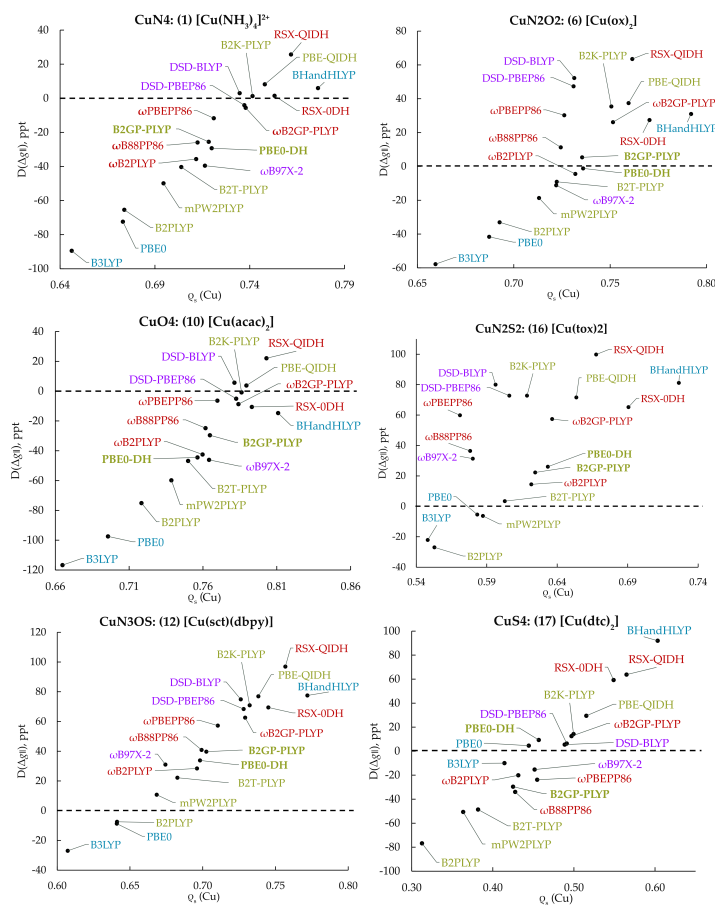 CuN4: (1) [Cu(NH₃)₄]²⁺
60
40
20
0
-20
-40
-60
-80
-100
D(Δg||), ppt
0.64
0.69
0.74
0.79
ϱₛ (Cu)
RSX-QIDH
B2K-PLYP
PBE-QIDH
DSD-BLYP
BHandHLYP
DSD-PBEP86
RSX-0DH
ωPBEPP86
ωB2GP-PLYP
B2GP-PLYP
ωB88PP86
PBE0-DH
ωB2PLYP
ωB97X-2
B2T-PLYP
mPW2PLYP
B2PLYP
PBE0
B3LYP
CuN2O2: (6) [Cu(ox)₂]
80
60
40
20
0
-20
-40
-60
D(Δg||), ppt
0.60
0.70
0.80
ϱₛ (Cu)
B2K-PLYP
RSX-QIDH
DSD-BLYP
DSD-PBEP86
PBE-QIDH
ωPBEPP86
ωB2GP-PLYP
RSX-0DH
BHandHLYP
ωB88PP86
B2GP-PLYP
ωB2PLYP
PBE0-DH
B2T-PLYP
ωB97X-2
mPW2PLYP
B2PLYP
PBE0
B3LYP
CuO4: (10) [Cu(acac)₂]
40
20
0
-20
-40
-60
-80
-100
-120
D(Δg||), ppt
0.66
0.71
0.76
0.81
0.86
ϱₛ (Cu)
B2K-PLYP
RSX-QIDH
DSD-BLYP
PBE-QIDH
DSD-PBEP86
ωB2GP-PLYP
ωPBEPP86
RSX-0DH
ωB88PP86
BHandHLYP
ωB2PLYP
B2GP-PLYP
PBE0-DH
ωB97X-2
B2T-PLYP
mPW2PLYP
B2PLYP
PBE0
B3LYP
CuN2S2: (16) [Cu(tox)2]
100
80
60
40
20
0
-20
-40
D(Δg||), ppt
0.54
0.59
0.64
0.69
ϱₛ (Cu)
RSX-QIDH
B2K-PLYP
DSD-BLYP
PBE-QIDH
BHandHLYP
DSD-PBEP86
ωPBEPP86
RSX-0DH
ωB2GP-PLYP
ωB88PP86
ωB97X-2
PBE0-DH
B2GP-PLYP
ωB2PLYP
PBE0
B2T-PLYP
B3LYP
mPW2PLYP
B2PLYP
CuN3OS: (12) [Cu(sct)(dbpy)]
120
100
80
60
40
20
0
-20
-40
D(Δg||), ppt
0.60
0.65
0.70
0.75
0.80
ϱₛ (Cu)
RSX-QIDH
B2K-PLYP
DSD-BLYP
PBE-QIDH
BHandHLYP
DSD-PBEP86
ωPBEPP86
RSX-0DH
ωB2GP-PLYP
ωB88PP86
B2GP-PLYP
ωB97X-2
PBE0-DH
ωB2PLYP
B2T-PLYP
mPW2PLYP
B2PLYP
PBE0
B3LYP
CuS4: (17) [Cu(dtc)₂]
100
80
60
40
20
0
-20
-40
-60
-80
-100
D(Δg||), ppt
0.30
0.40
0.50
0.60
ϱₛ (Cu)
BHandHLYP
RSX-0DH
RSX-QIDH
B2K-PLYP
PBE-QIDH
DSD-PBEP86
PBE0-DH
ωB2GP-PLYP
PBE0
DSD-BLYP
B3LYP
ωB97X-2
ωB2PLYP
ωPBEPP86
B2GP-PLYP
ωB88PP86
B2T-PLYP
mPW2PLYP
B2PLYP